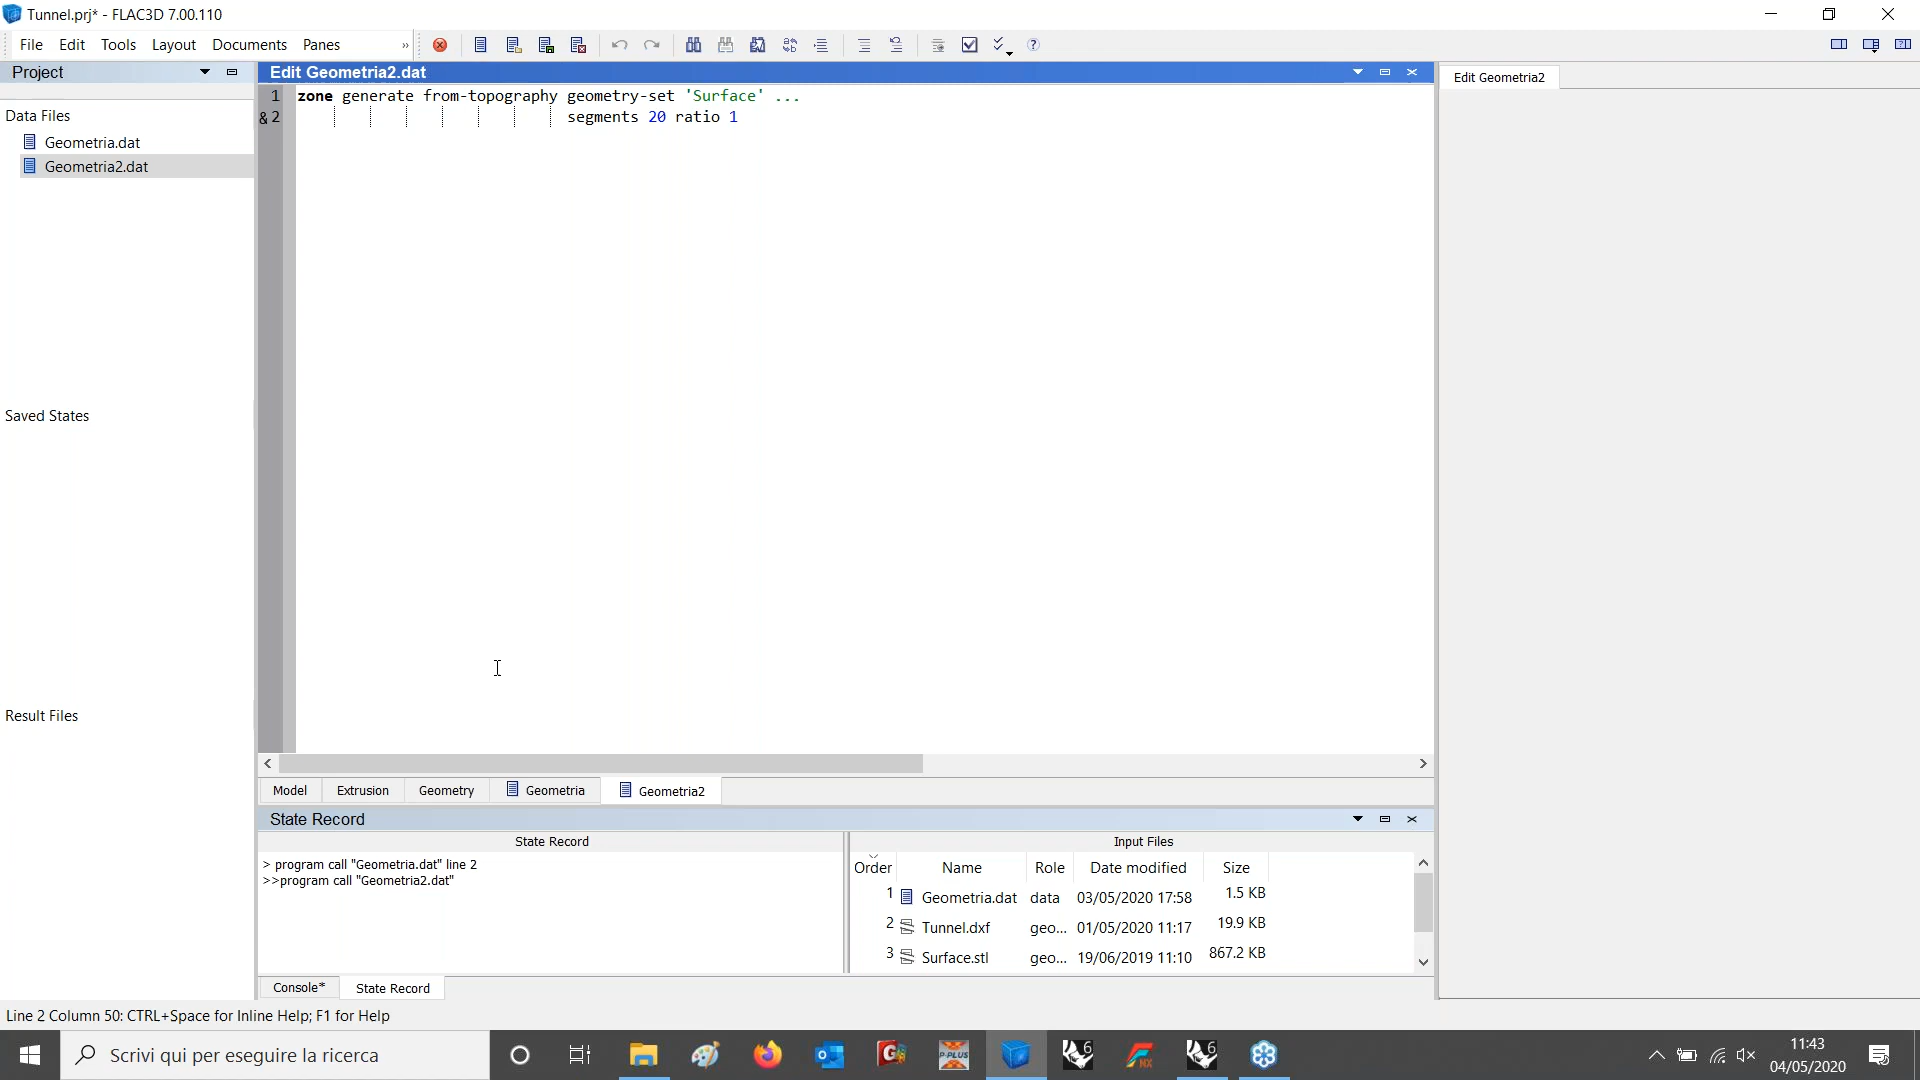 Tunnel.prj* - FLAC3D 7.00.110
File Edit Tools Layout Documents Panes »
Project
Edit Geometria2.dat
Edit Geometria2
1 zone generate from-topography geometry-set 'Surface' ...
& 2 segments 20 ratio 1
Data Files
Geometria.dat
Geometria2.dat
Saved States
Result Files
Model Extrusion Geometry Geometria Geometria2
State Record
State Record
> program call "Geometria.dat" line 2
>>program call "Geometria2.dat"
Input Files
Order Name Role Date modified Size
1 Geometria.dat data 03/05/2020 17:58 1.5 KB
2 Tunnel.dxf geo... 01/05/2020 11:17 19.9 KB
3 Surface.stl geo... 19/06/2019 11:10 867.2 KB
Console* State Record
Line 2 Column 50: CTRL+Space for Inline Help; F1 for Help
Scrivi qui per eseguire la ricerca
P-PLUS
6
NX
6
11:43
04/05/2020